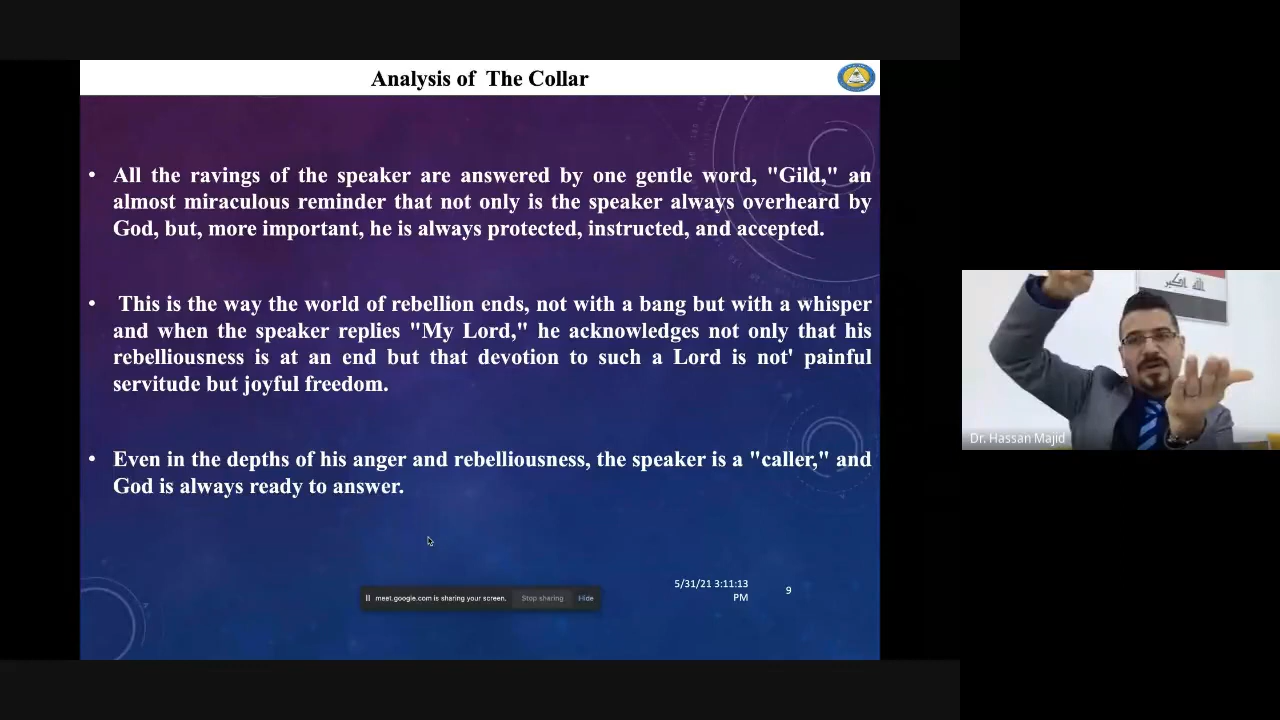 Analysis of The Collar
• All the ravings of the speaker are answered by one gentle word, "Gild," an
almost miraculous reminder that not only is the speaker always overheard by
God, but, more important, he is always protected, instructed, and accepted.
• This is the way the world of rebellion ends, not with a bang but with a whisper
and when the speaker replies "My Lord," he acknowledges not only that his
rebelliousness is at an end but that devotion to such a Lord is not' painful
servitude but joyful freedom.
• Even in the depths of his anger and rebelliousness, the speaker is a "caller," and
God is always ready to answer.
meet.google.com is sharing your screen.
Stop sharing
Hide
5/31/21 3:11:13
PM
9
الله اكبر
Dr. Hassan Majid